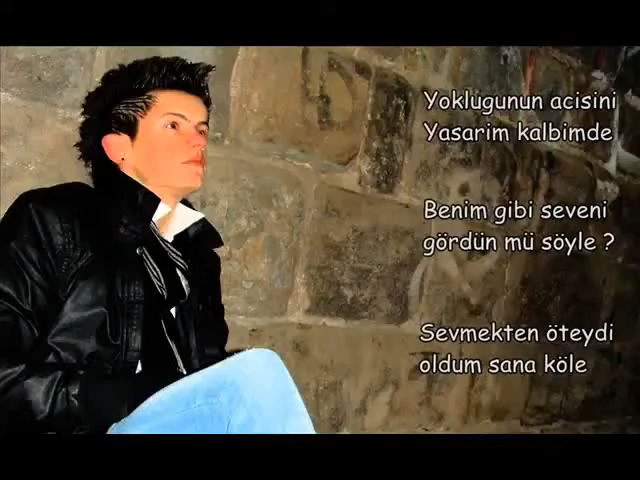 Yoklugunun acisini
Yasarim kalbimde
Benim gibi seveni
gördün mü söyle ?
Sevmekten öteydi
oldum sana köle